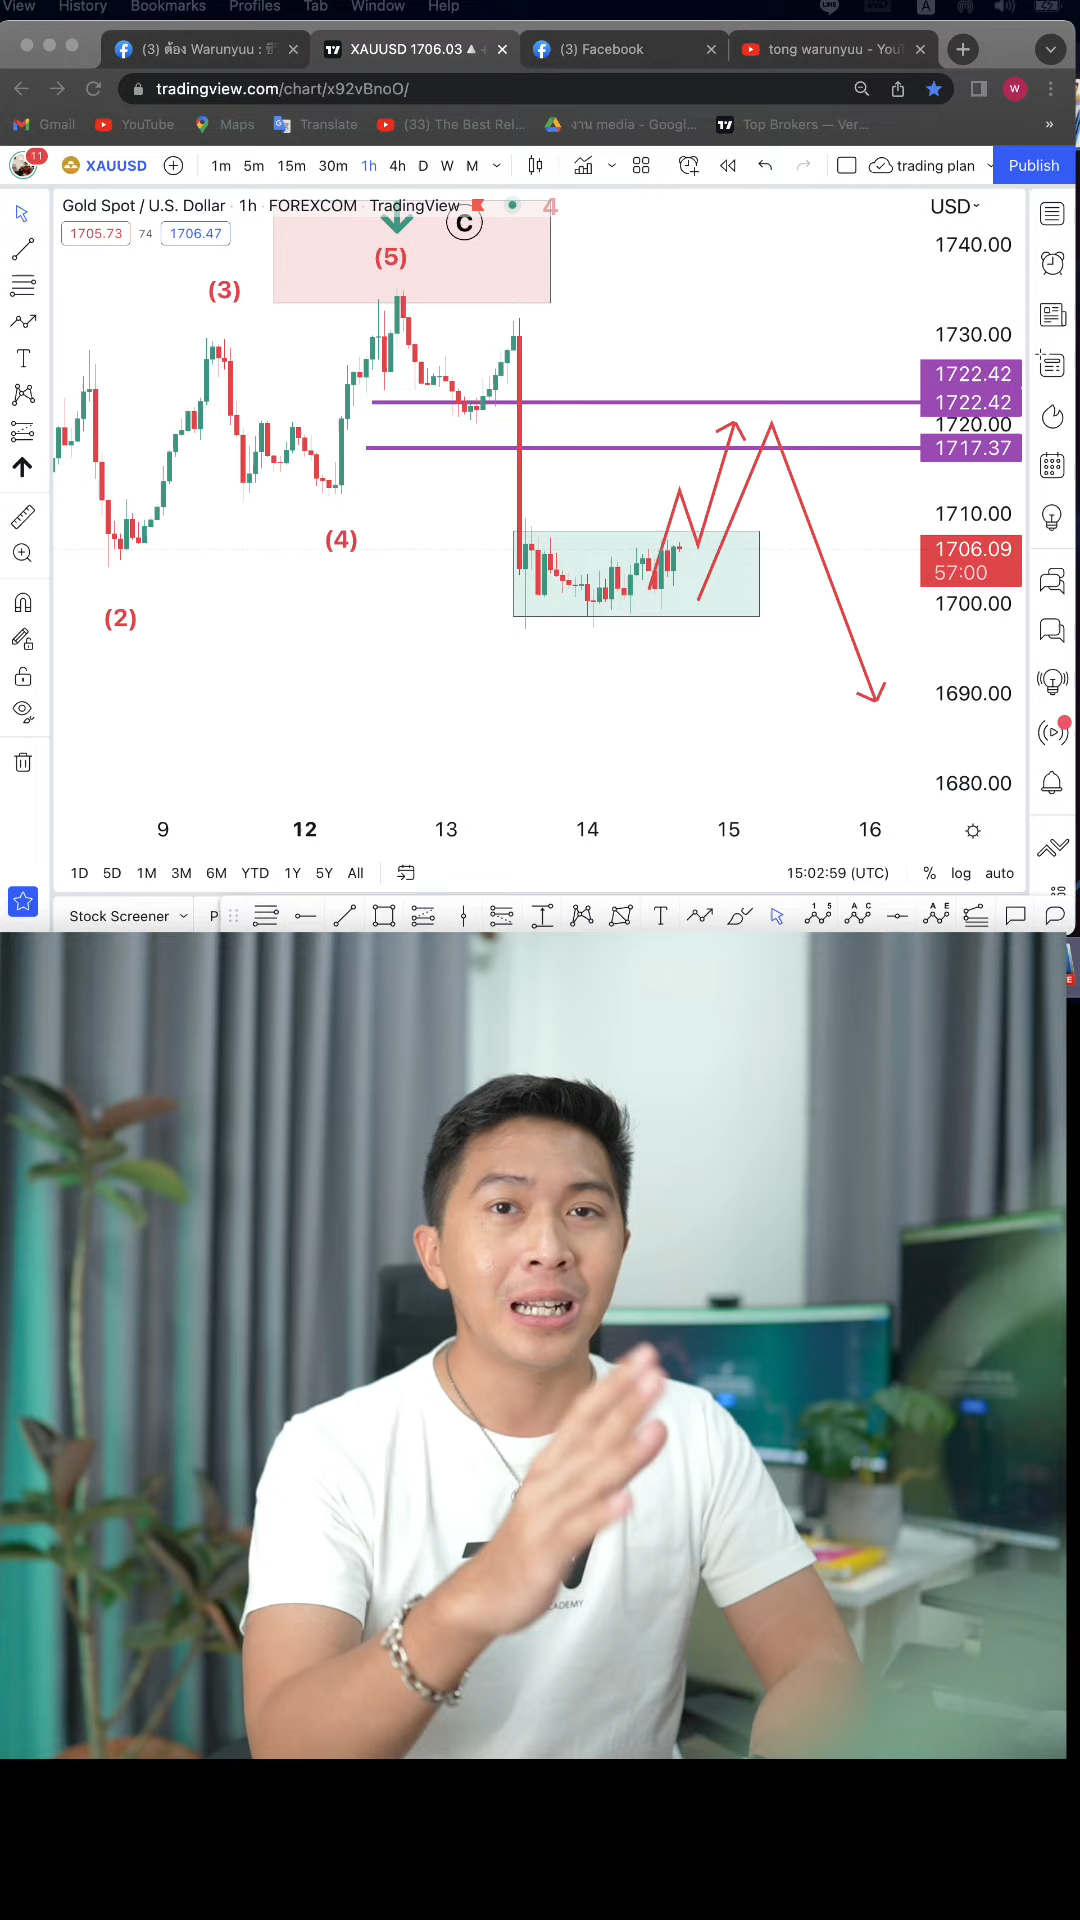 View History Bookmarks Profiles Tab Window Help
(3) ต้อง Warunyuu : XAUUSD 1706.03 (3) Facebook tong warunyuu - You
tradingview.com/chart/x92vBnoO/ W
Gmail YouTube Maps Translate (33) The Best Rel... งาน media - Googl... Top Brokers — Ver... »
11 XAUUSD 1m 5m 15m 30m 1h 4h D W M trading plan Publish
Gold Spot / U.S. Dollar · 1h · FOREXCOM · TradingView 4 USD
1705.73 74 1706.47
C
(5)
(3)
(4)
(2)
1740.00
1730.00
1722.42
1722.42
1720.00
1717.37
1710.00
1706.09
57:00
1700.00
1690.00
1680.00
9 12 13 14 15 16
1D 5D 1M 3M 6M YTD 1Y 5Y All 15:02:59 (UTC) % log auto
Stock Screener P